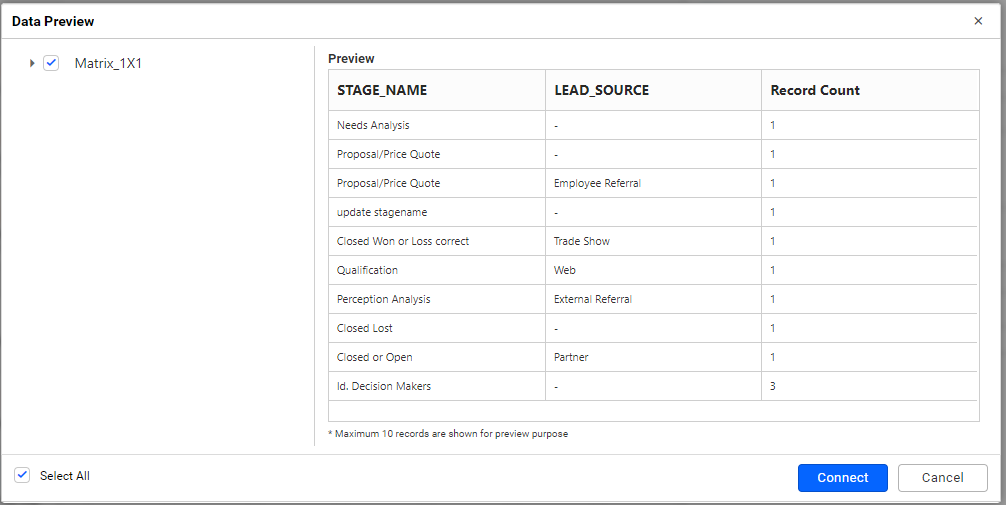 Data Preview ×
Matrix_1X1
Preview
STAGE_NAME LEAD_SOURCE Record Count
Needs Analysis - 1
Proposal/Price Quote - 1
Proposal/Price Quote Employee Referral 1
update stagename - 1
Closed Won or Loss correct Trade Show 1
Qualification Web 1
Perception Analysis External Referral 1
Closed Lost - 1
Closed or Open Partner 1
Id. Decision Makers - 3
* Maximum 10 records are shown for preview purpose
Select All Connect Cancel